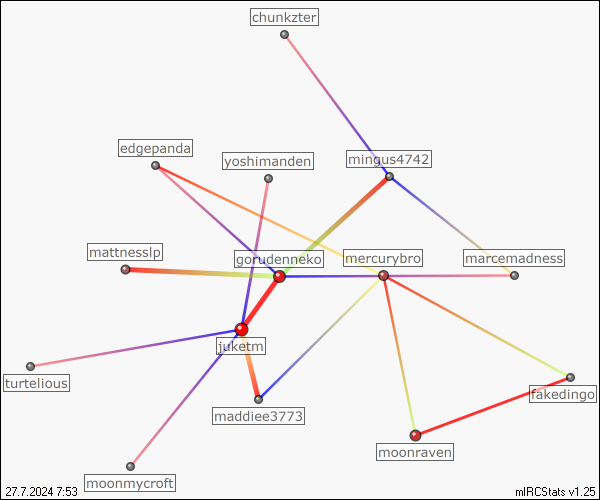 chunkzter
edgepanda
yoshimanden
mingus4742
mattnesslp
gorudenneko
mercurybro
marcemadness
juketm
turtelious
maddiee3773
fakedingo
moonraven
moonmycroft
27.7.2024 7:53
mIRCStats v1.25